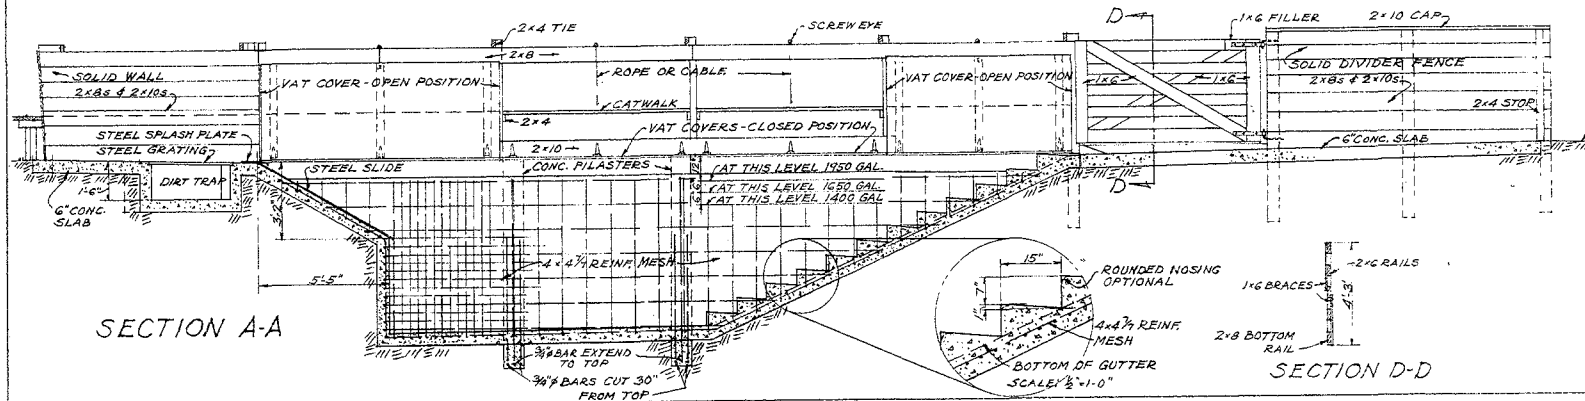 D
2×4 TIE
SCREW EYE
1×6 FILLER
2×10 CAP
2×8
SOLID WALL
2×8s & 2×10s
VAT COVER-OPEN POSITION
ROPE OR CABLE
VAT COVER-OPEN POSITION
1×6
1×6
SOLID DIVIDER FENCE
2×8s & 2×10s
CATWALK
2×4
2×4 STOP
STEEL SPLASH PLATE
STEEL GRATING
VAT COVERS-CLOSED POSITION
2×10
6" CONC. SLAB
STEEL SLIDE
CONC. PILASTERS
12"
AT THIS LEVEL 1950 GAL.
6"
AT THIS LEVEL 1650 GAL.
6"
AT THIS LEVEL 1400 GAL
D
DIRT TRAP
1'-6"
6" CONC.
SLAB
5'-5"
REINF. MESH
15"
7"
ROUNDED NOSING
OPTIONAL
REINF.
MESH
BOTTOM OF GUTTER
SCALE: ½"=1'-0"
2×6 RAILS
1×6 BRACES
4'-3"
2×8 BOTTOM
RAIL
SECTION A-A
¾"φ BAR EXTEND
TO TOP
¾"φ BARS CUT 30"
FROM TOP
SECTION D-D